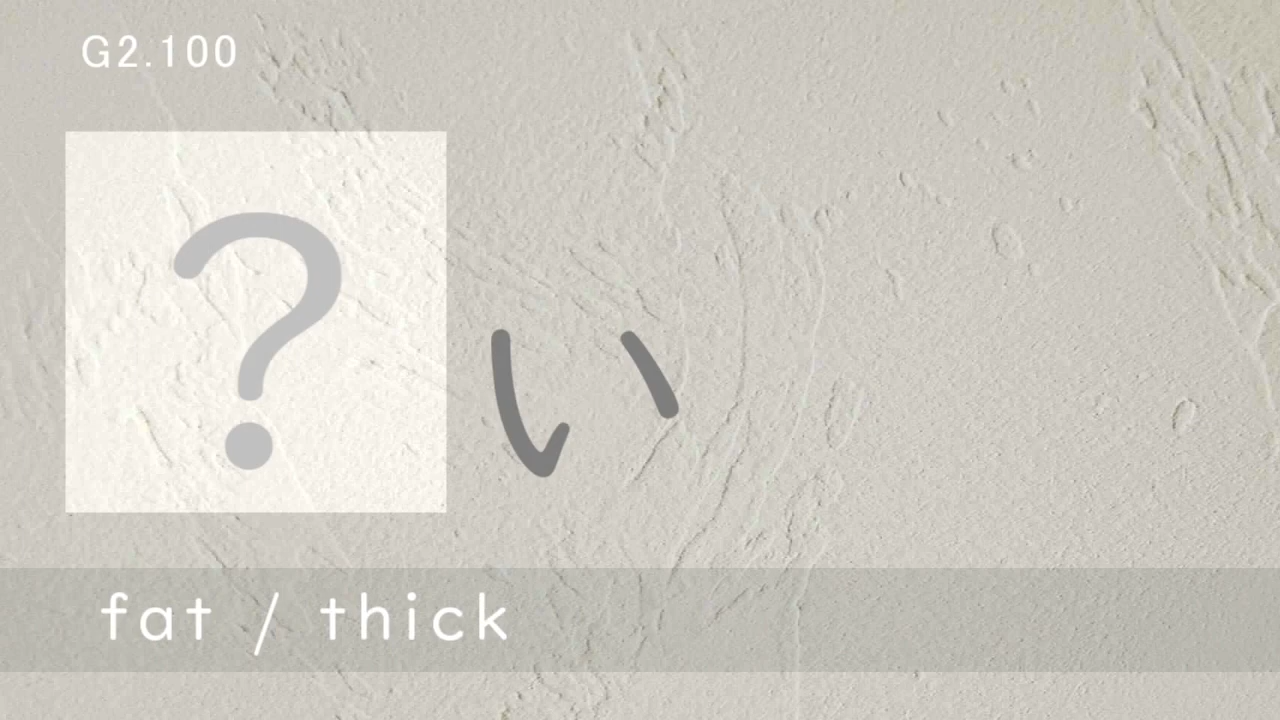 G2.100
? い
fat / thick